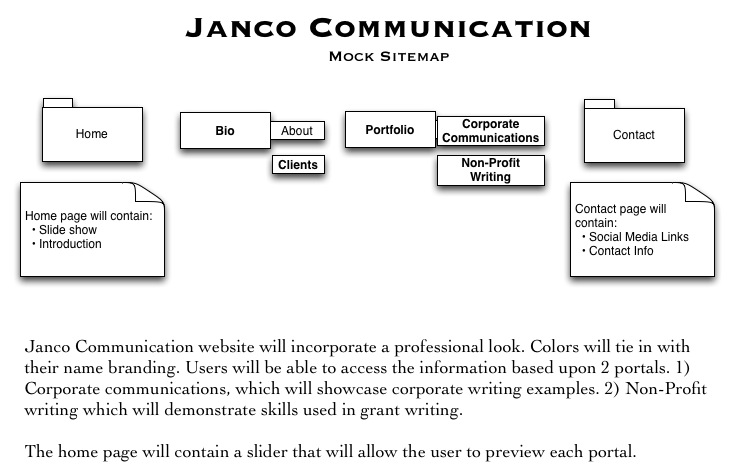 Janco Communication
Mock Sitemap
Home
Bio
About
Clients
Portfolio
Corporate
Communications
Non-Profit
Writing
Contact
Home page will contain:
• Slide show
• Introduction
Contact page will
contain:
• Social Media Links
• Contact Info
Janco Communication website will incorporate a professional look. Colors will tie in with
their name branding. Users will be able to access the information based upon 2 portals. 1)
Corporate communications, which will showcase corporate writing examples. 2) Non-Profit
writing which will demonstrate skills used in grant writing.
The home page will contain a slider that will allow the user to preview each portal.